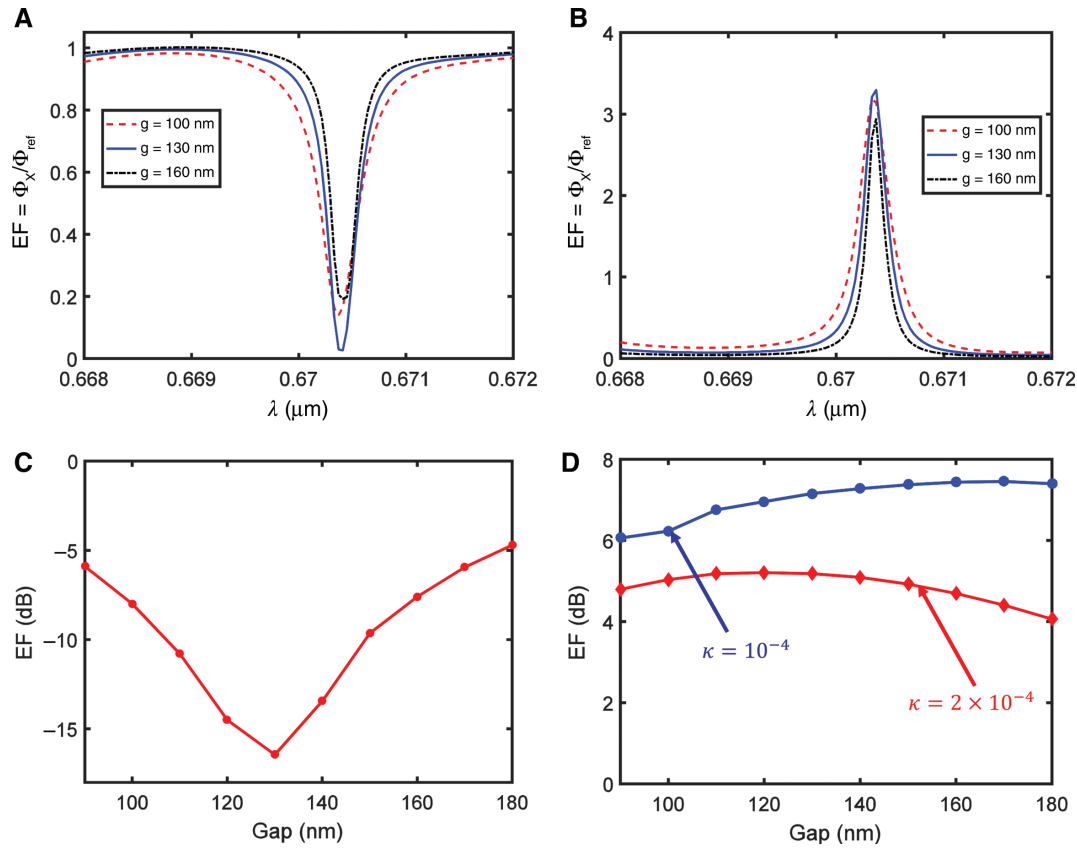 A
EF = Φ_X/Φ_ref
1
0.8
0.6
0.4
0.2
0
g = 100 nm
g = 130 nm
g = 160 nm
0.668 0.669 0.67 0.671 0.672
λ (μm)
B
EF = Φ_X/Φ_ref
4
3
2
1
0
g = 100 nm
g = 130 nm
g = 160 nm
0.668 0.669 0.67 0.671 0.672
λ (μm)
C
EF (dB)
0
−5
−10
−15
100 120 140 160 180
Gap (nm)
D
EF (dB)
8
6
4
2
0
κ = 10⁻⁴
κ = 2 × 10⁻⁴
100 120 140 160 180
Gap (nm)